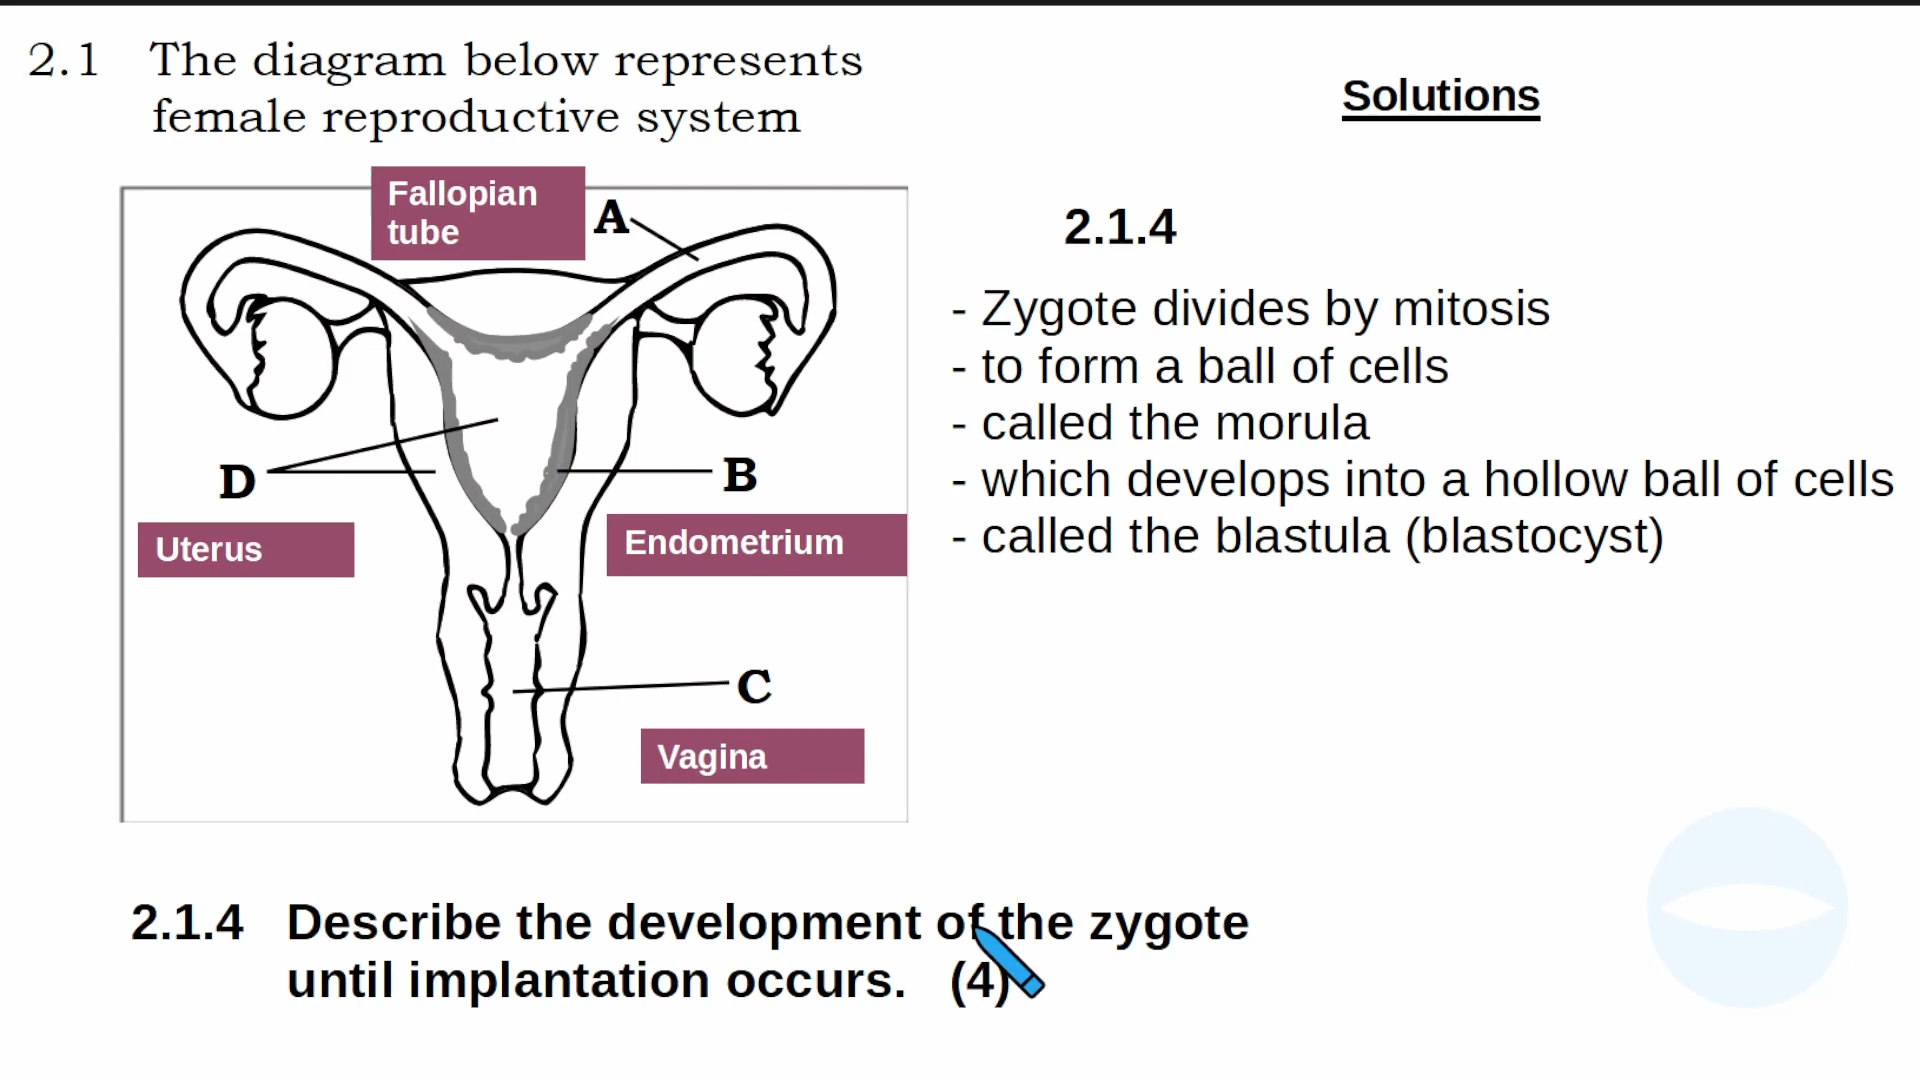 2.1 The diagram below represents
female reproductive system
Solutions
Fallopian
tube
A
2.1.4
- Zygote divides by mitosis
- to form a ball of cells
- called the morula
- which develops into a hollow ball of cells
- called the blastula (blastocyst)
D
B
Uterus
Endometrium
C
Vagina
2.1.4 Describe the development of the zygote
until implantation occurs. (4)